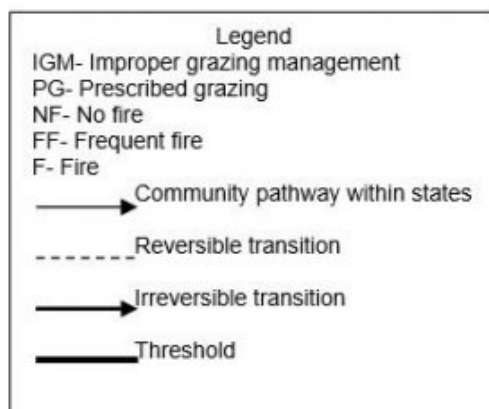 Legend
IGM- Improper grazing management
PG- Prescribed grazing
NF- No fire
FF- Frequent fire
F- Fire
Community pathway within states
Reversible transition
Irreversible transition
Threshold